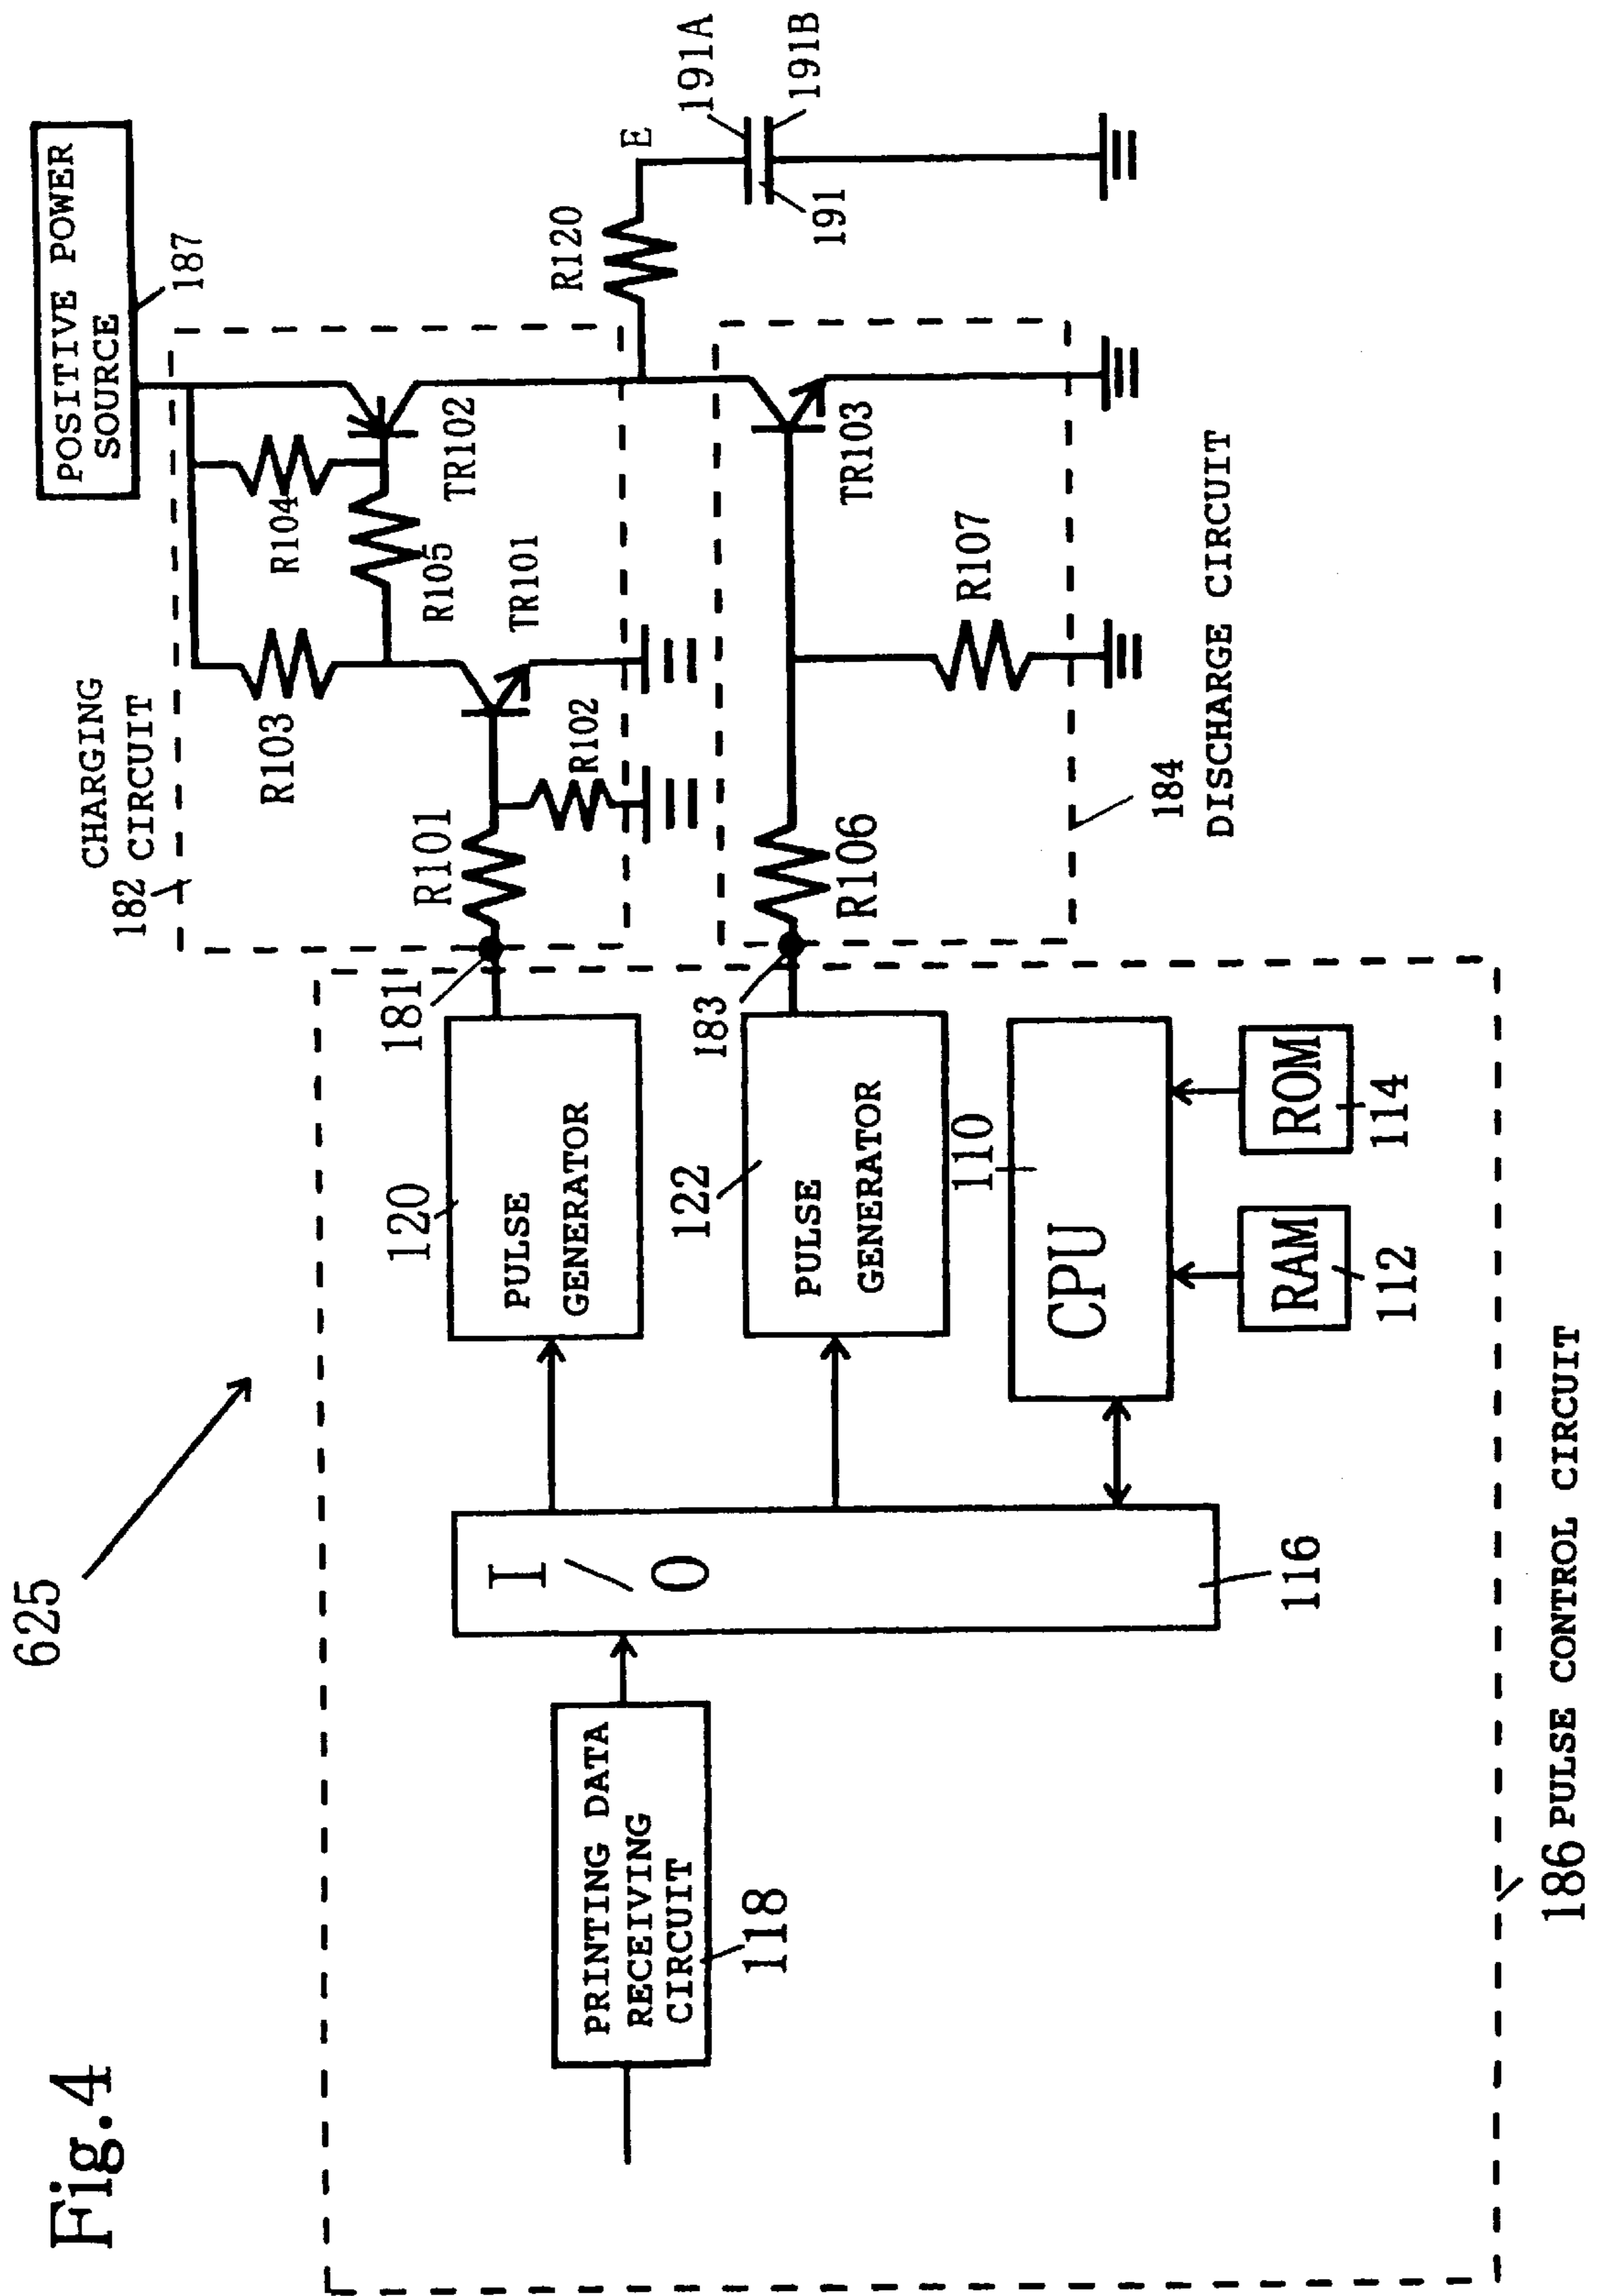 Fig.4
625
POSITIVE POWER
SOURCE
187
CHARGING
CIRCUIT
182
R103
R104
R105
TR102
TR101
R101
R102
181
R120
E
191A
191B
191
TR103
R106
R107
183
184
DISCHARGE CIRCUIT
PRINTING DATA
RECEIVING
CIRCUIT
118
I/O
116
120
PULSE
GENERATOR
122
PULSE
GENERATOR
110
CPU
RAM
112
ROM
114
186 PULSE CONTROL CIRCUIT